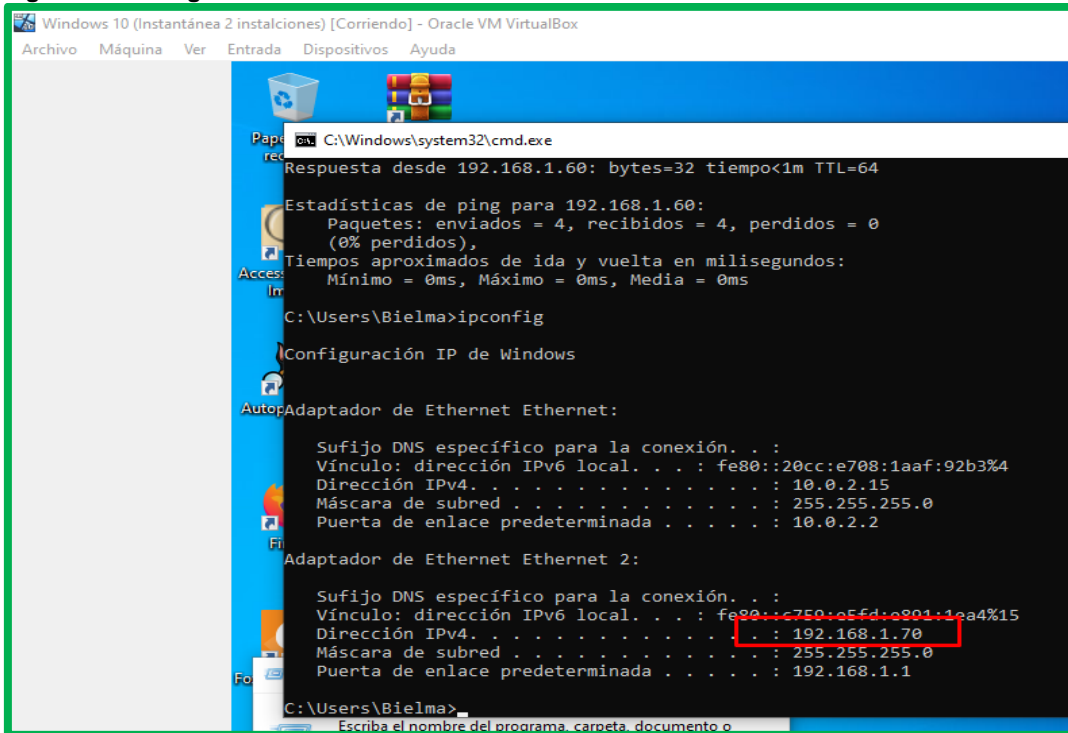 Windows 10 (Instantánea 2 instalciones) [Corriendo] - Oracle VM VirtualBox
Archivo Máquina Ver Entrada Dispositivos Ayuda
C:\Windows\system32\cmd.exe
Respuesta desde 192.168.1.60: bytes=32 tiempo<1m TTL=64
Estadísticas de ping para 192.168.1.60:
Paquetes: enviados = 4, recibidos = 4, perdidos = 0
(0% perdidos),
Tiempos aproximados de ida y vuelta en milisegundos:
Mínimo = 0ms, Máximo = 0ms, Media = 0ms
C:\Users\Bielma>ipconfig
Configuración IP de Windows
Adaptador de Ethernet Ethernet:
Sufijo DNS específico para la conexión. . :
Vínculo: dirección IPv6 local. . . : fe80::20cc:e708:1aaf:92b3%4
Dirección IPv4. . . . . . . . . . . . . . : 10.0.2.15
Máscara de subred . . . . . . . . . . . . : 255.255.255.0
Puerta de enlace predeterminada . . . . . : 10.0.2.2
Adaptador de Ethernet Ethernet 2:
Sufijo DNS específico para la conexión. . :
Vínculo: dirección IPv6 local. . . : fe80::c759:e5fd:e891:1ea4%15
Dirección IPv4. . . . . . . . . . . . . . : 192.168.1.70
Máscara de subred . . . . . . . . . . . . : 255.255.255.0
Puerta de enlace predeterminada . . . . . : 192.168.1.1
C:\Users\Bielma>_
Escriba el nombre del programa, carpeta, documento o